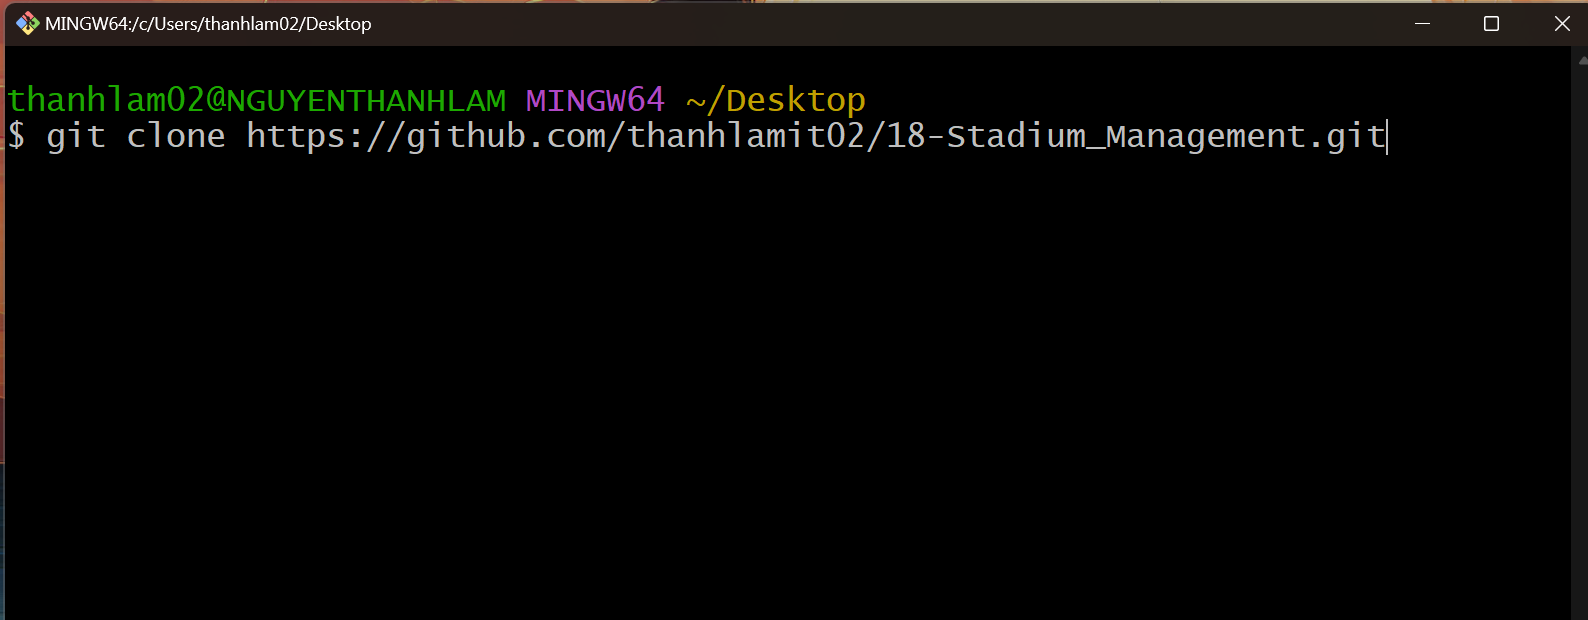 MINGW64:/c/Users/thanhlam02/Desktop
thanhlam02@NGUYENTHANHLAM MINGW64 ~/Desktop
$ git clone https://github.com/thanhlamit02/18-Stadium_Management.git